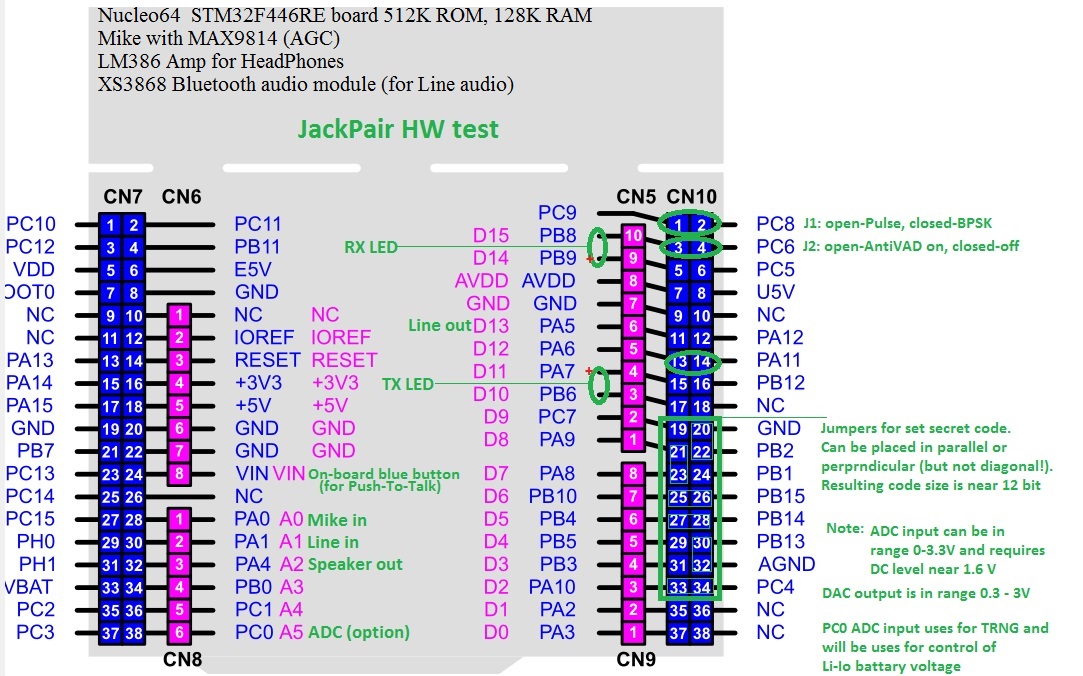 Nucleo64 STM32F446RE board 512K ROM, 128K RAM
Mike with MAX9814 (AGC)
LM386 Amp for HeadPhones
XS3868 Bluetooth audio module (for Line audio)
JackPair HW test
CN7 CN6 CN5 CN10
PC9
PC10 1 2 PC11 D15 PB8 10 1 2 PC8 J1: open-Pulse, closed-BPSK
PC12 3 4 PB11 RX LED D14 PB9 + 9 3 4 PC6 J2: open-AntiVAD on, closed-off
VDD 5 6 E5V AVDD AVDD 8 5 6 PC5
OOT0 7 8 GND GND GND 7 7 8 U5V
NC 9 10 1 NC NC Line out D13 PA5 6 9 10 NC
NC 11 12 2 IOREF IOREF D12 PA6 5 11 12 PA12
PA13 13 14 3 RESET RESET D11 PA7 + 4 13 14 PA11
PA14 15 16 4 +3V3 +3V3 TX LED D10 PB6 3 15 16 PB12
PA15 17 18 5 +5V +5V D9 PC7 2 17 18 NC
GND 19 20 6 GND GND D8 PA9 1 19 20 GND
PB7 21 22 7 GND GND 21 22 PB2
PC13 23 24 8 VIN VIN On-board blue button D7 PA8 8 23 24 PB1
(for Push-To-Talk)
PC14 25 26 NC D6 PB10 7 25 26 PB15
PC15 27 28 1 PA0 A0 Mike in D5 PB4 6 27 28 PB14
PH0 29 30 2 PA1 A1 Line in D4 PB5 5 29 30 PB13
PH1 31 32 3 PA4 A2 Speaker out D3 PB3 4 31 32 AGND
VBAT 33 34 4 PB0 A3 D2 PA10 3 33 34 PC4
PC2 35 36 5 PC1 A4 D1 PA2 2 35 36 NC
PC3 37 38 6 PC0 A5 ADC (option) D0 PA3 1 37 38 NC
CN8 CN9
Jumpers for set secret code.
Can be placed in parallel or
perprndicular (but not diagonal!).
Resulting code size is near 12 bit
Note: ADC input can be in
range 0-3.3V and requires
DC level near 1.6 V
DAC output is in range 0.3 - 3V
PC0 ADC input uses for TRNG and
will be uses for control of
Li-Io battary voltage